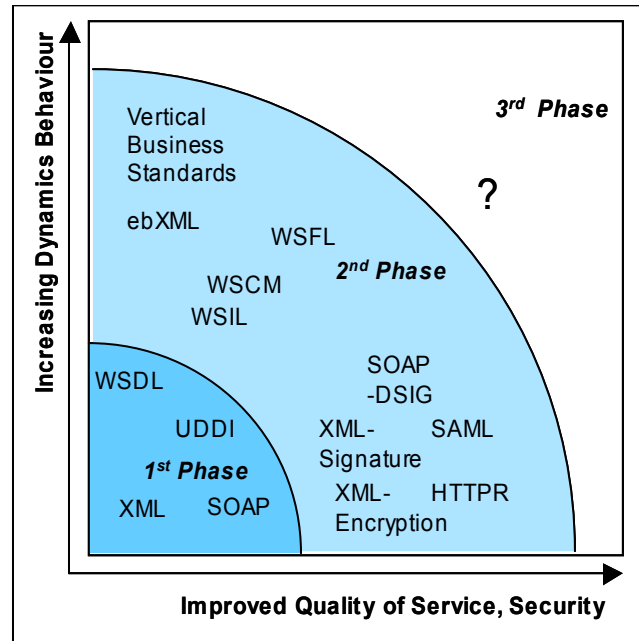 Increasing Dynamics Behaviour
3rd Phase
?
Vertical
Business
Standards
ebXML
WSFL
2nd Phase
WSCM
WSIL
SOAP
-DSIG
XML-
Signature
SAML
XML-
Encryption
HTTPR
WSDL
UDDI
1st Phase
XML
SOAP
Improved Quality of Service, Security